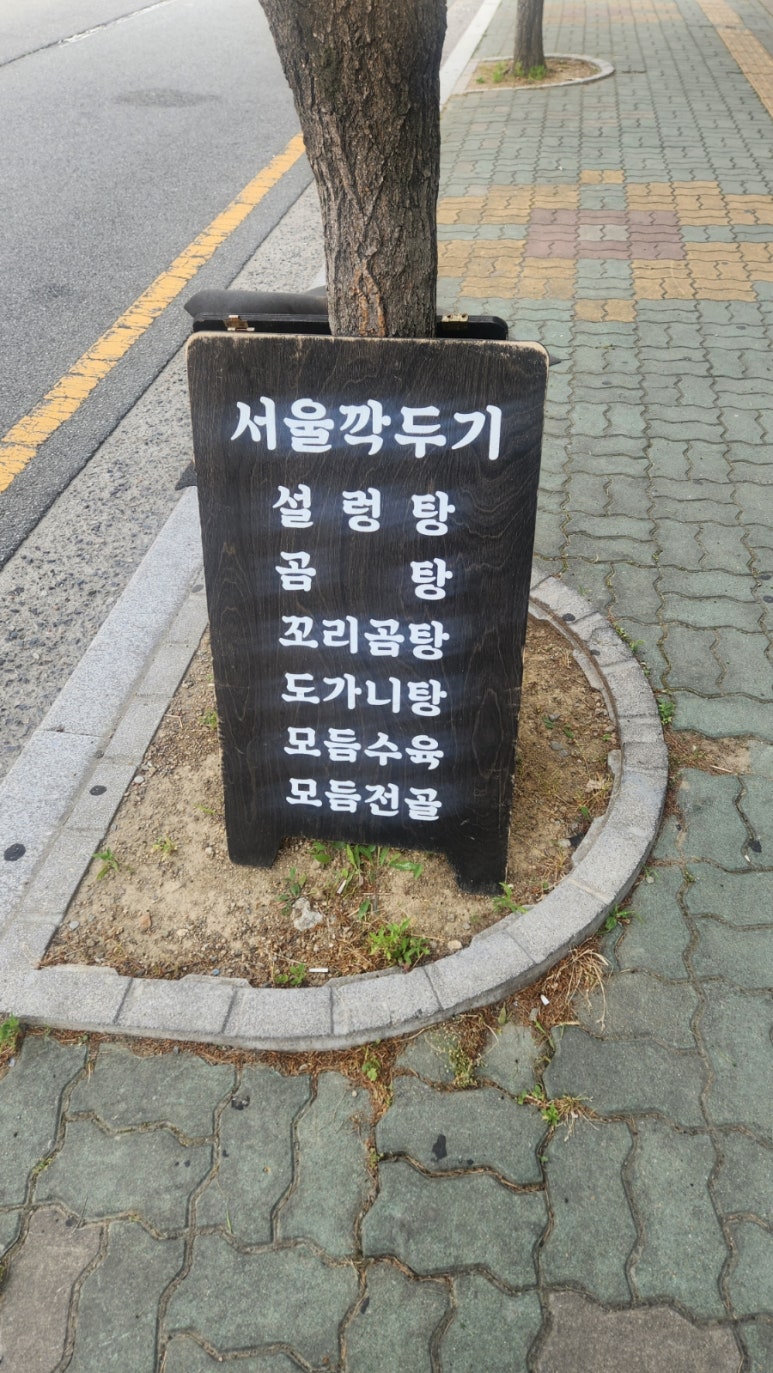 서울깍두기
설렁탕
곰탕
꼬리곰탕
도가니탕
모듬수육
모듬전골